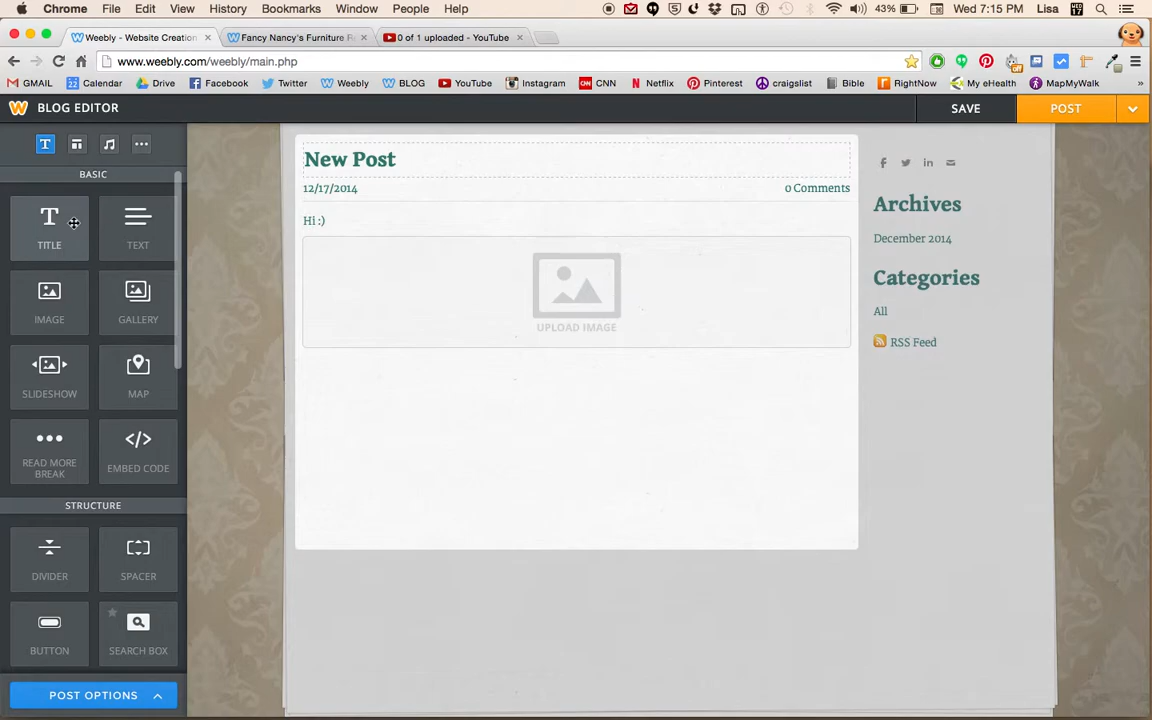 Chrome File Edit View History Bookmarks Window People Help 43% Wed 7:15 PM Lisa
Weebly - Website Creation Fancy Nancy's Furniture Re 0 of 1 uploaded - YouTube
www.weebly.com/weebly/main.php
GMAIL Calendar Drive Facebook Twitter Weebly BLOG YouTube Instagram CNN Netflix Pinterest craigslist Bible RightNow My eHealth MapMyWalk
BLOG EDITOR SAVE POST
BASIC
TITLE TEXT
IMAGE GALLERY
SLIDESHOW MAP
READ MORE
BREAK
EMBED CODE
STRUCTURE
DIVIDER SPACER
BUTTON SEARCH BOX
POST OPTIONS
New Post
12/17/2014 0 Comments
Hi :)
UPLOAD IMAGE
Archives
December 2014
Categories
All
RSS Feed